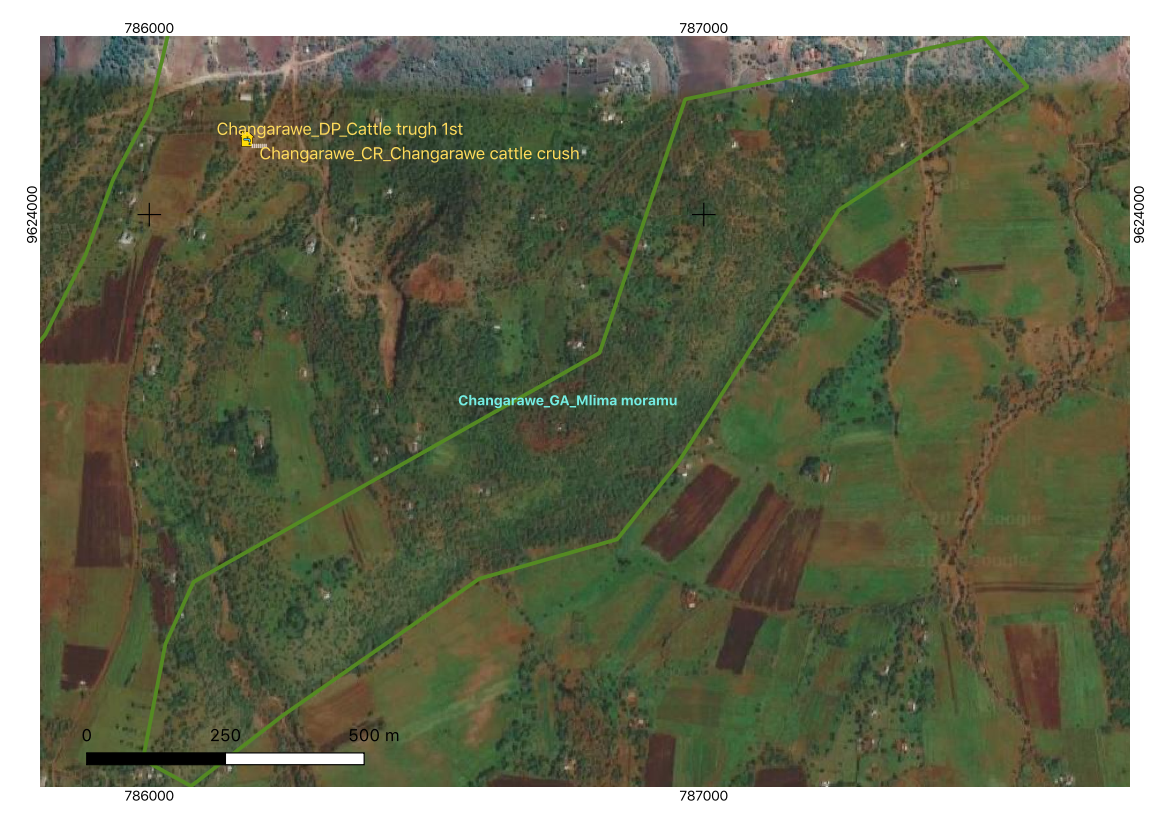 786000
787000
Changarawe_DP_Cattle trugh 1st
Changarawe_CR_Changarawe cattle crush
9624000
9624000
Changarawe_GA_Mlima moramu
0
250
500 m
786000
787000